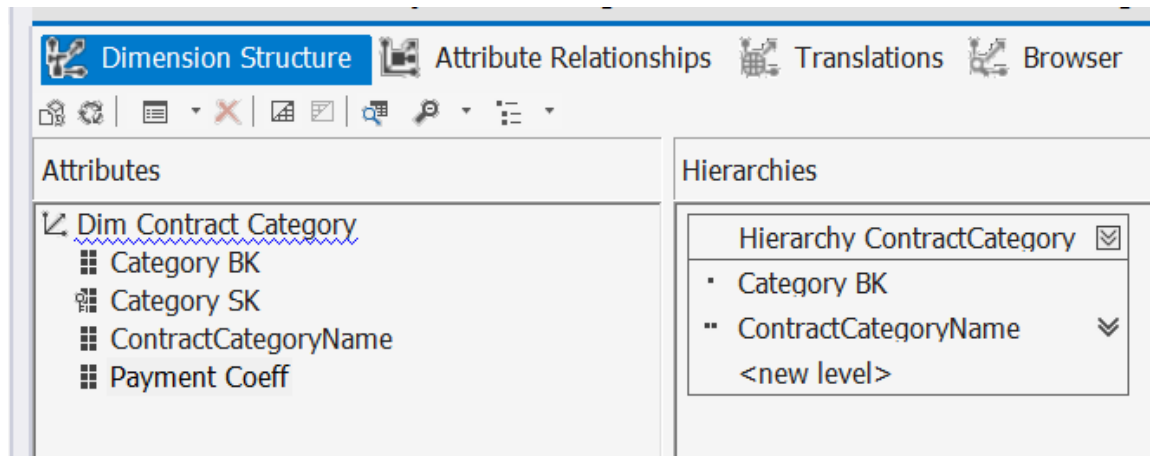 Dimension Structure Attribute Relationships Translations Browser
Attributes
Hierarchies
Dim Contract Category
Category BK
Category SK
ContractCategoryName
Payment Coeff
Hierarchy ContractCategory
Category BK
ContractCategoryName
<new level>